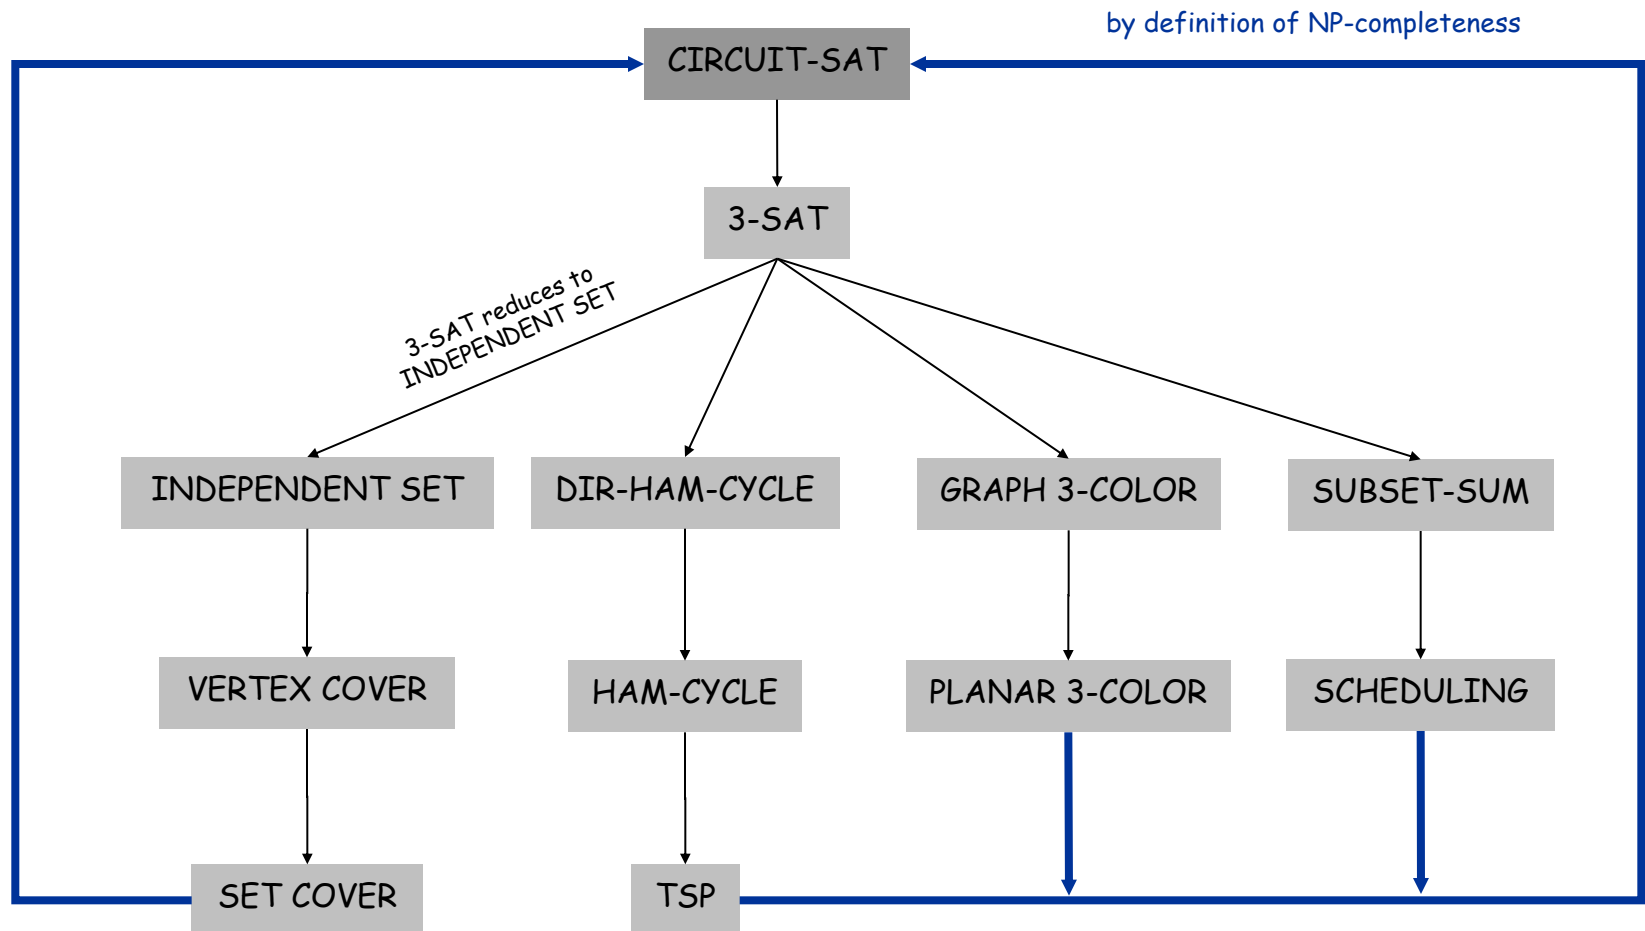 by definition of NP-completeness
CIRCUIT-SAT
3-SAT
3-SAT reduces to
INDEPENDENT SET
INDEPENDENT SET
DIR-HAM-CYCLE
GRAPH 3-COLOR
SUBSET-SUM
VERTEX COVER
HAM-CYCLE
PLANAR 3-COLOR
SCHEDULING
SET COVER
TSP